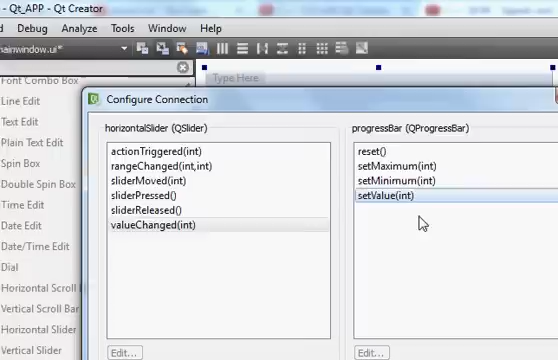 - Qt_APP - Qt Creator
Debug Analyze Tools Window Help
mainwindow.ui*
Type Here
Font Combo Box
Line Edit
Text Edit
Plain Text Edit
Spin Box
Double Spin Box
Time Edit
Date Edit
Date/Time Edit
Dial
Horizontal Scroll
Vertical Scroll Bar
Horizontal Slider
Vertical Slider
Configure Connection
horizontalSlider (QSlider)
actionTriggered(int)
rangeChanged(int,int)
sliderMoved(int)
sliderPressed()
sliderReleased()
valueChanged(int)
Edit...
progressBar (QProgressBar)
reset()
setMaximum(int)
setMinimum(int)
setValue(int)
Edit...